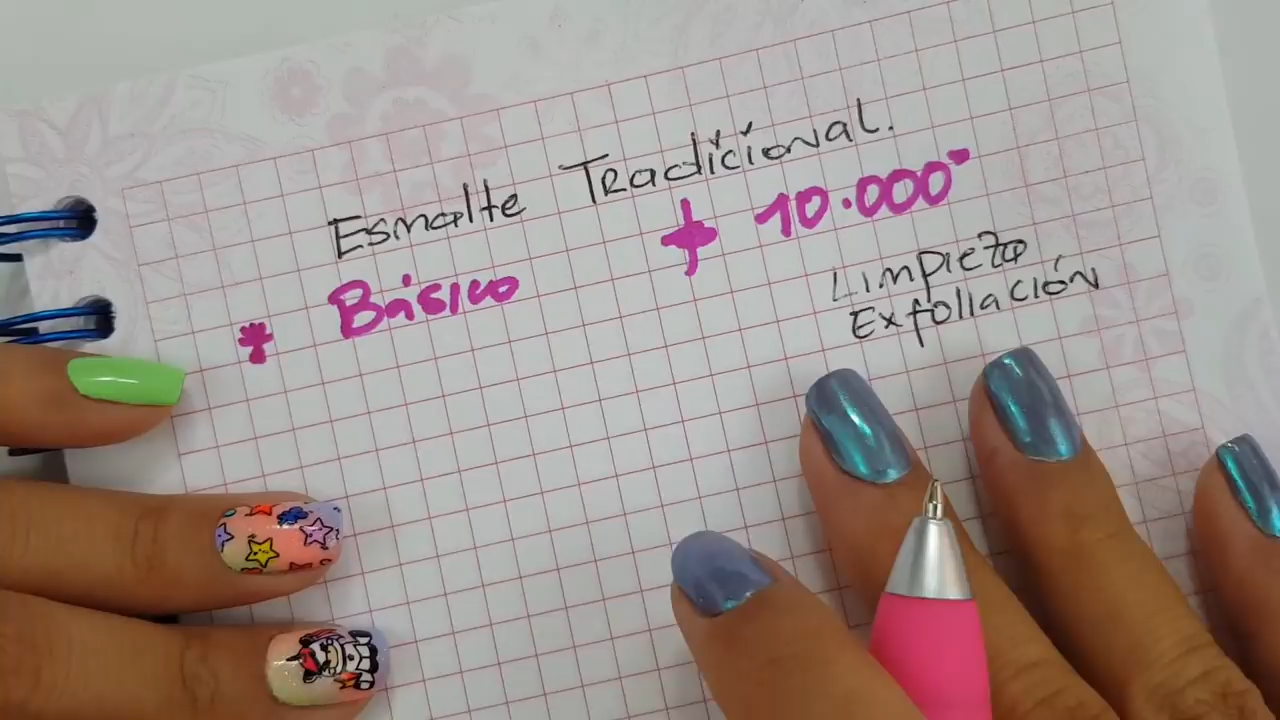 Esmalte Tradicional.
* Básico + 10.000
Limpieza
Exfoliación